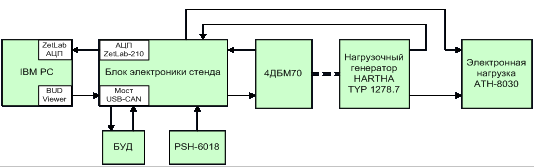 ZetLab
АЦП
IBM PC
BUD
Viewer
АЦП
ZetLab-210
Блок электроники стенда
Мост
USB-CAN
4ДБМ70
Нагрузочный
генератор
HARTHA
TYP 1278.7
Электронная
нагрузка
АТН-8030
БУД
PSH-6018